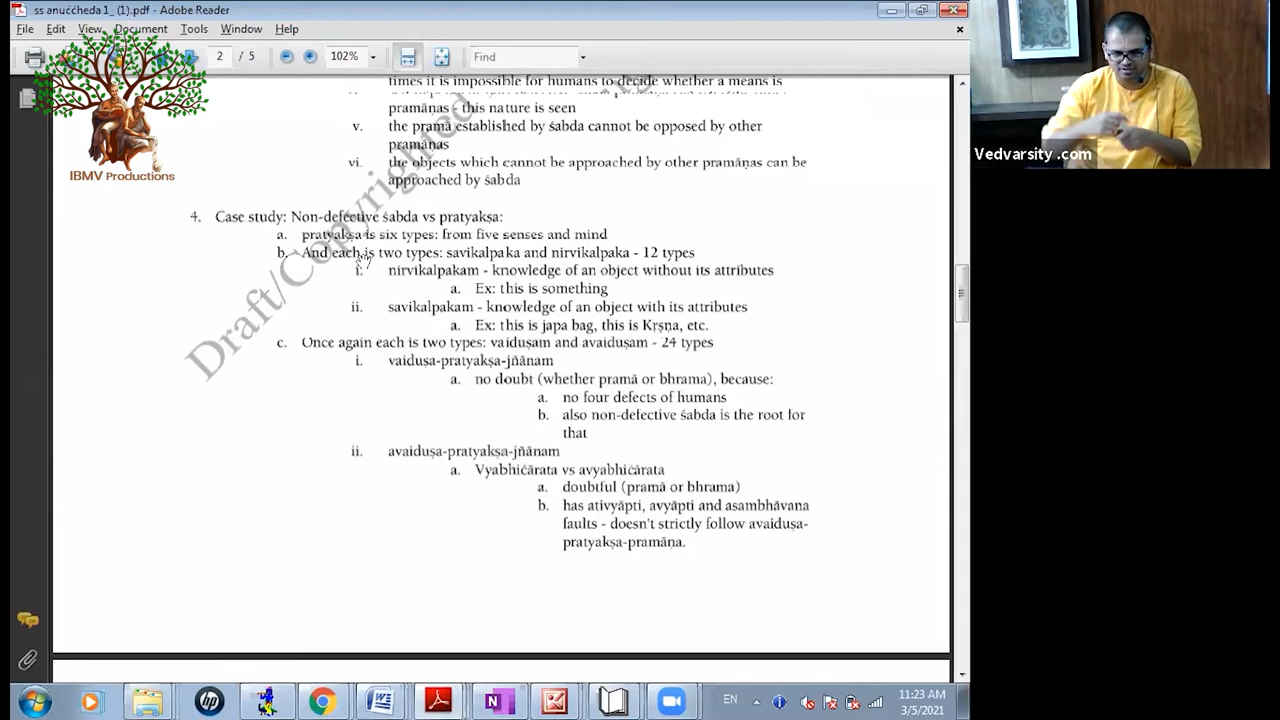 ss anuććheda 1_ (1).pdf - Adobe Reader
File Edit View Document Tools Window Help
2 / 5 102% Find
times it is impossible for humans to decide whether a means is
pramāṇas - this nature is seen
v. the pramā established by śabda cannot be opposed by other
pramāṇas
vi. the objects which cannot be approached by other pramāṇas can be
approached by śabda
4. Case study: Non-defective śabda vs pratyakṣa:
a. pratyakṣa is six types: from five senses and mind
b. And each is two types: savikalpaka and nirvikalpaka - 12 types
i. nirvikalpakam - knowledge of an object without its attributes
a. Ex: this is something
ii. savikalpakam - knowledge of an object with its attributes
a. Ex: this is japa bag, this is Kṛṣṇa, etc.
c. Once again each is two types: vaiduṣam and avaiduṣam - 24 types
i. vaiduṣa-pratyakṣa-jñānam
a. no doubt (whether pramā or bhrama), because:
a. no four defects of humans
b. also non-defective śabda is the root for
that
ii. avaiduṣa-pratyakṣa-jñānam
a. Vyabhićārata vs avyabhićārata
a. doubtful (pramā or bhrama)
b. has ativyāpti, avyāpti and asambhāvana
faults - doesn't strictly follow avaiduṣa-
pratyakṣa-pramāṇa.
Draft/Copyrighted
IBMV Productions
Vedvarsity .com
EN
11:23 AM
3/5/2021